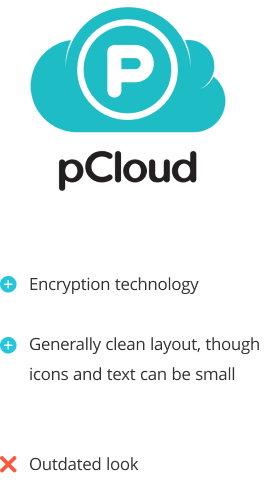 P
pCloud
Encryption technology
Generally clean layout, though
icons and text can be small
Outdated look